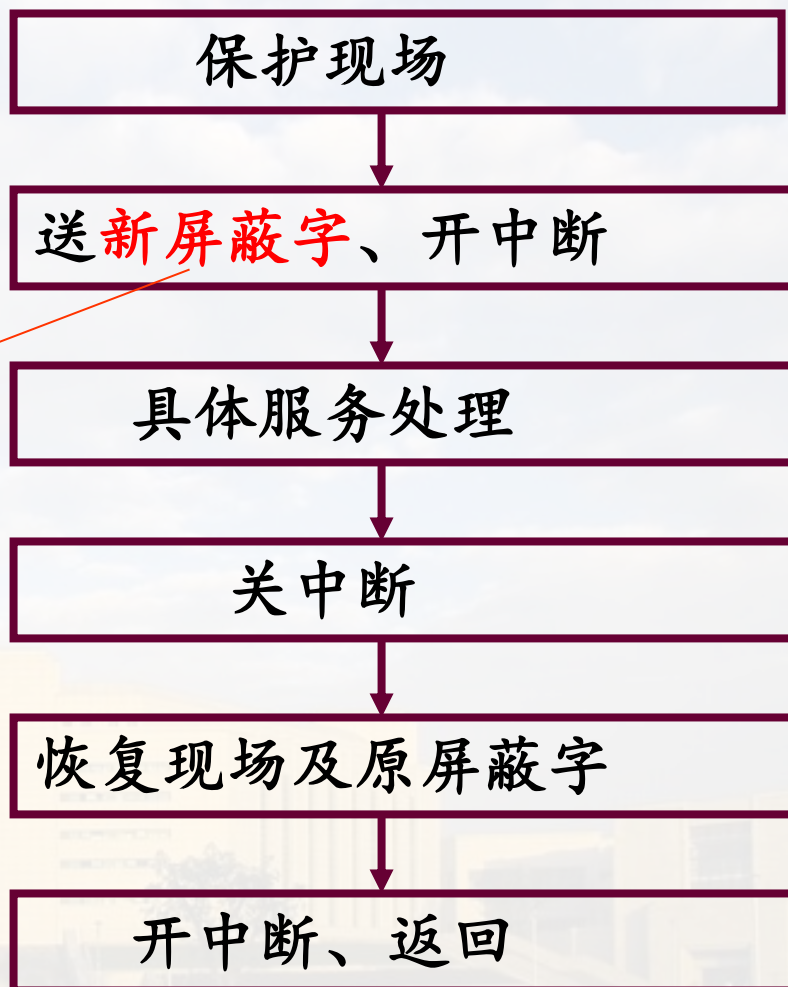 保护现场
送新屏蔽字、开中断
具体服务处理
关中断
恢复现场及原屏蔽字
开中断、返回